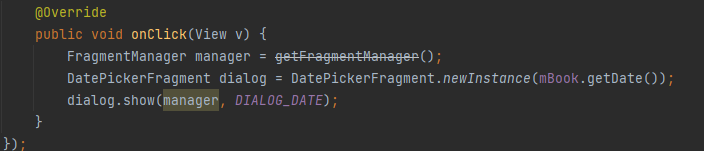 @Override
public void onClick(View v) {
FragmentManager manager = getFragmentManager();
DatePickerFragment dialog = DatePickerFragment.newInstance(mBook.getDate());
dialog.show(manager, DIALOG_DATE);
}
});